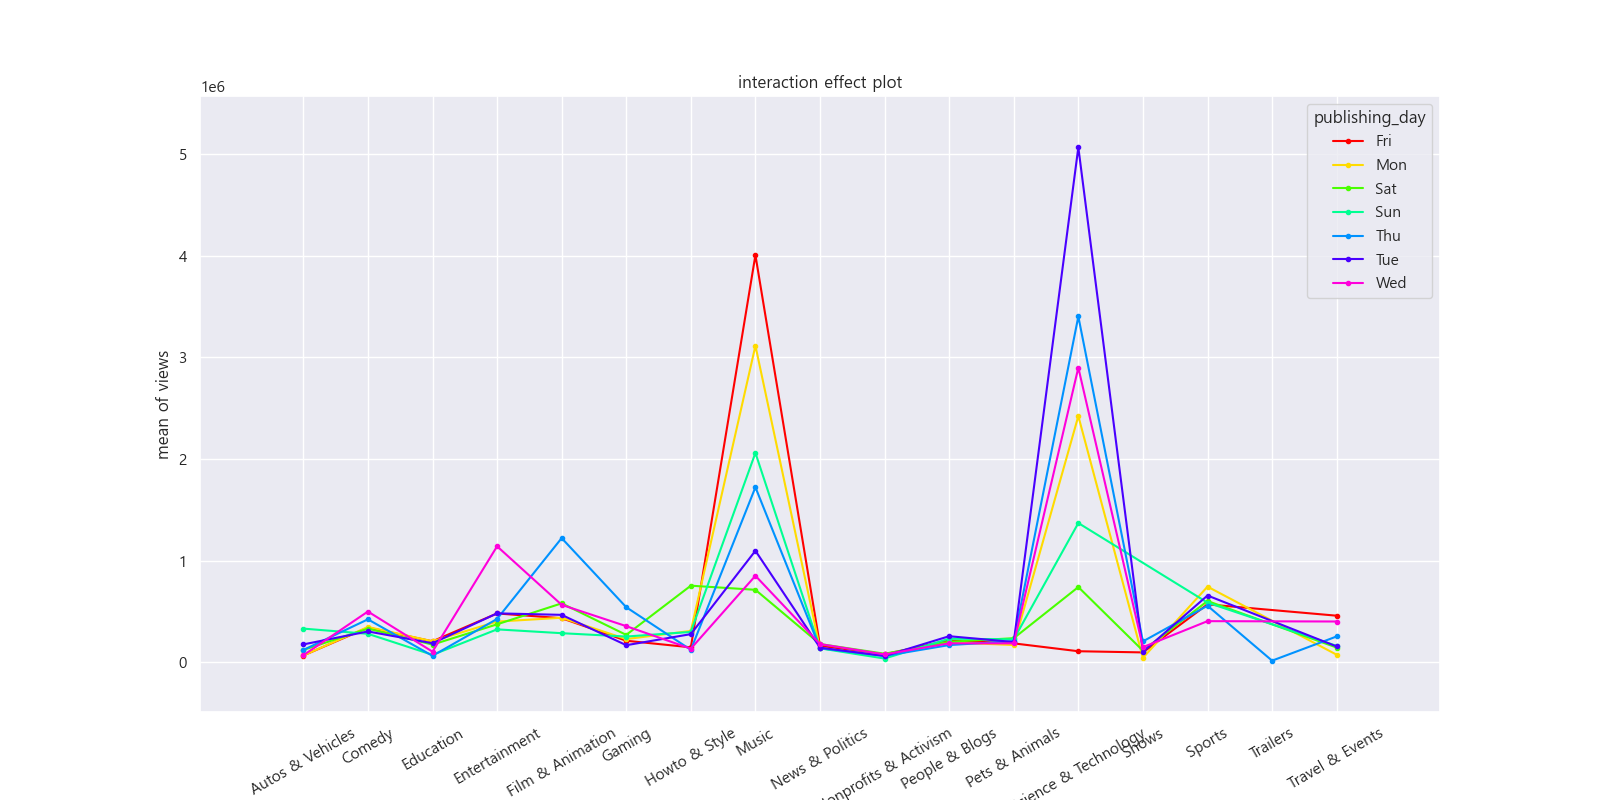 interaction effect plot
1e6
publishing_day
Fri
Mon
Sat
Sun
Thu
Tue
Wed
mean of views
5
4
3
2
1
0
Autos & Vehicles
Comedy
Education
Entertainment
Film & Animation
Gaming
Howto & Style
Music
News & Politics
& Activism
People & Blogs
Pets & Animals
& Technology
Shows
Sports
Trailers
Travel & Events